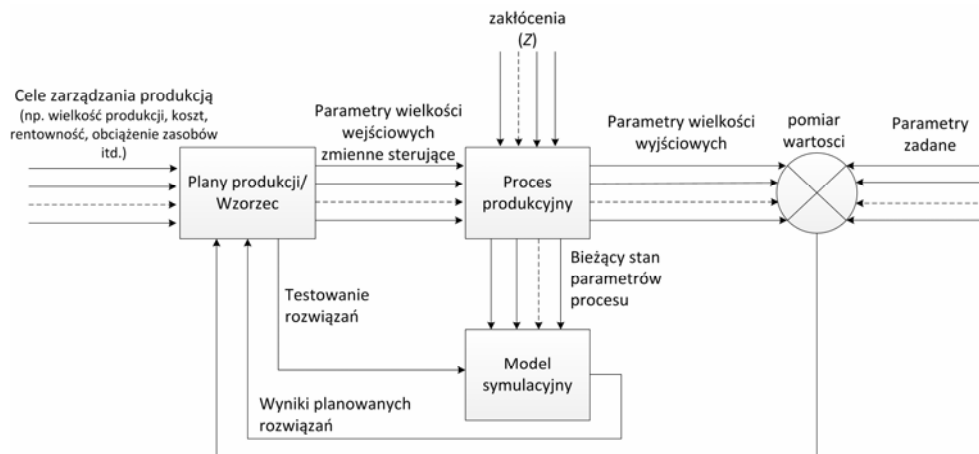 zakłócenia
(Z)
Cele zarządzania produkcją
(np. wielkość produkcji, koszt,
rentowność, obciążenie zasobów
itd.)
Parametry wielkości
wejściowych
zmienne sterujące
Parametry wielkości
wyjściowych
pomiar
wartosci
Parametry
zadane
Plany produkcji/
Wzorzec
Proces
produkcyjny
Bieżący stan
parametrów
procesu
Testowanie
rozwiązań
Model
symulacyjny
Wyniki planowanych
rozwiązań